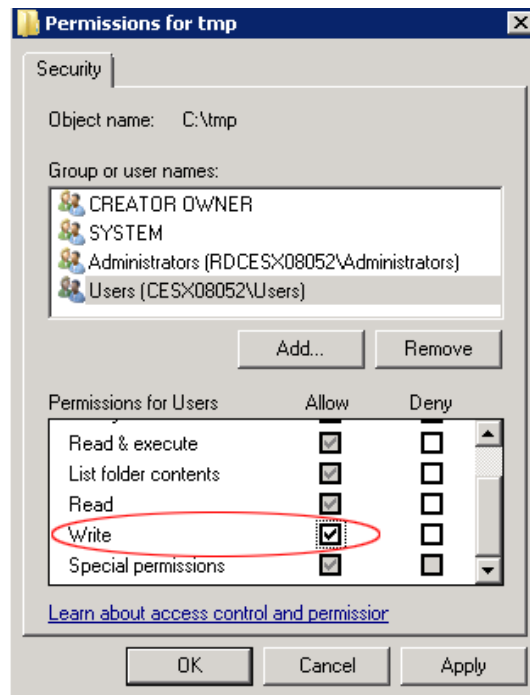 Permissions for tmp
Security
Object name: C:\tmp
Group or user names:
CREATOR OWNER
SYSTEM
Administrators (RDCESX08052\Administrators)
Users (CESX08052\Users)
Add... Remove
Permissions for Users Allow Deny
Read & execute
List folder contents
Read
Write
Special permissions
Learn about access control and permissior
OK Cancel Apply